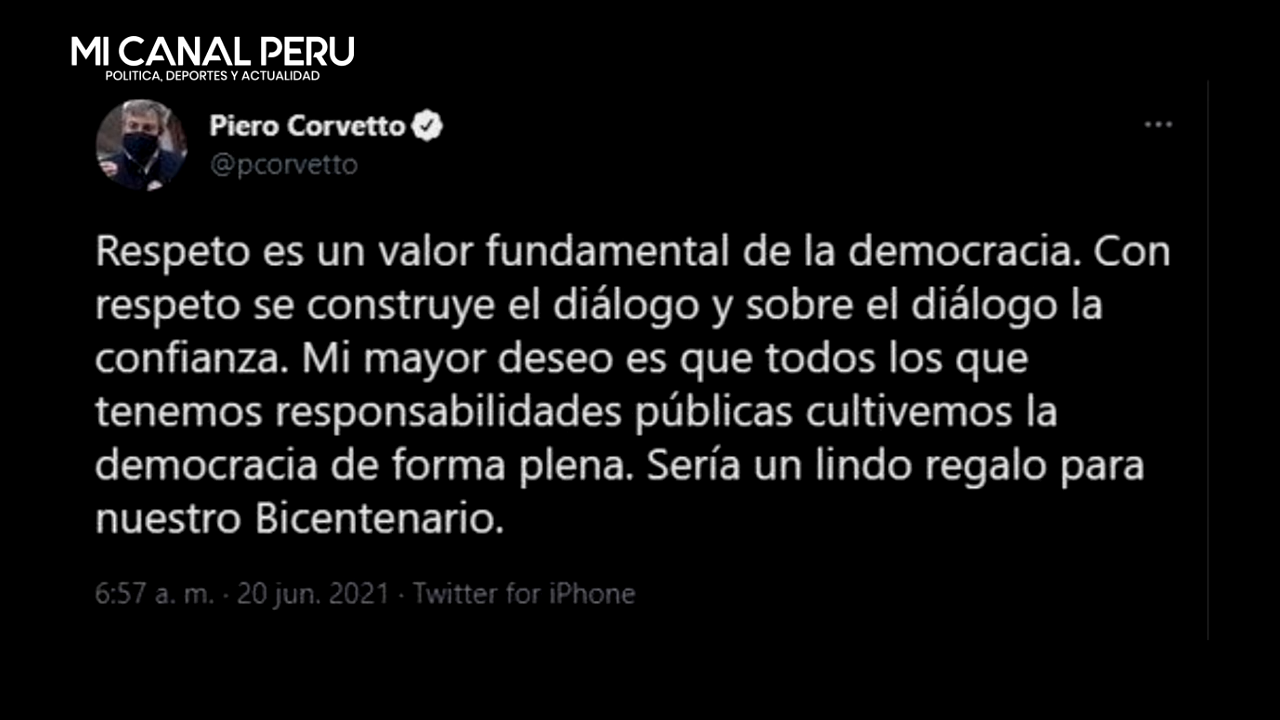 MI CANAL PERU
POLITICA, DEPORTES Y ACTUALIDAD
Piero Corvetto
@pcorvetto
Respeto es un valor fundamental de la democracia. Con
respeto se construye el diálogo y sobre el diálogo la
confianza. Mi mayor deseo es que todos los que
tenemos responsabilidades públicas cultivemos la
democracia de forma plena. Sería un lindo regalo para
nuestro Bicentenario.
6:57 a. m. · 20 jun. 2021 · Twitter for iPhone